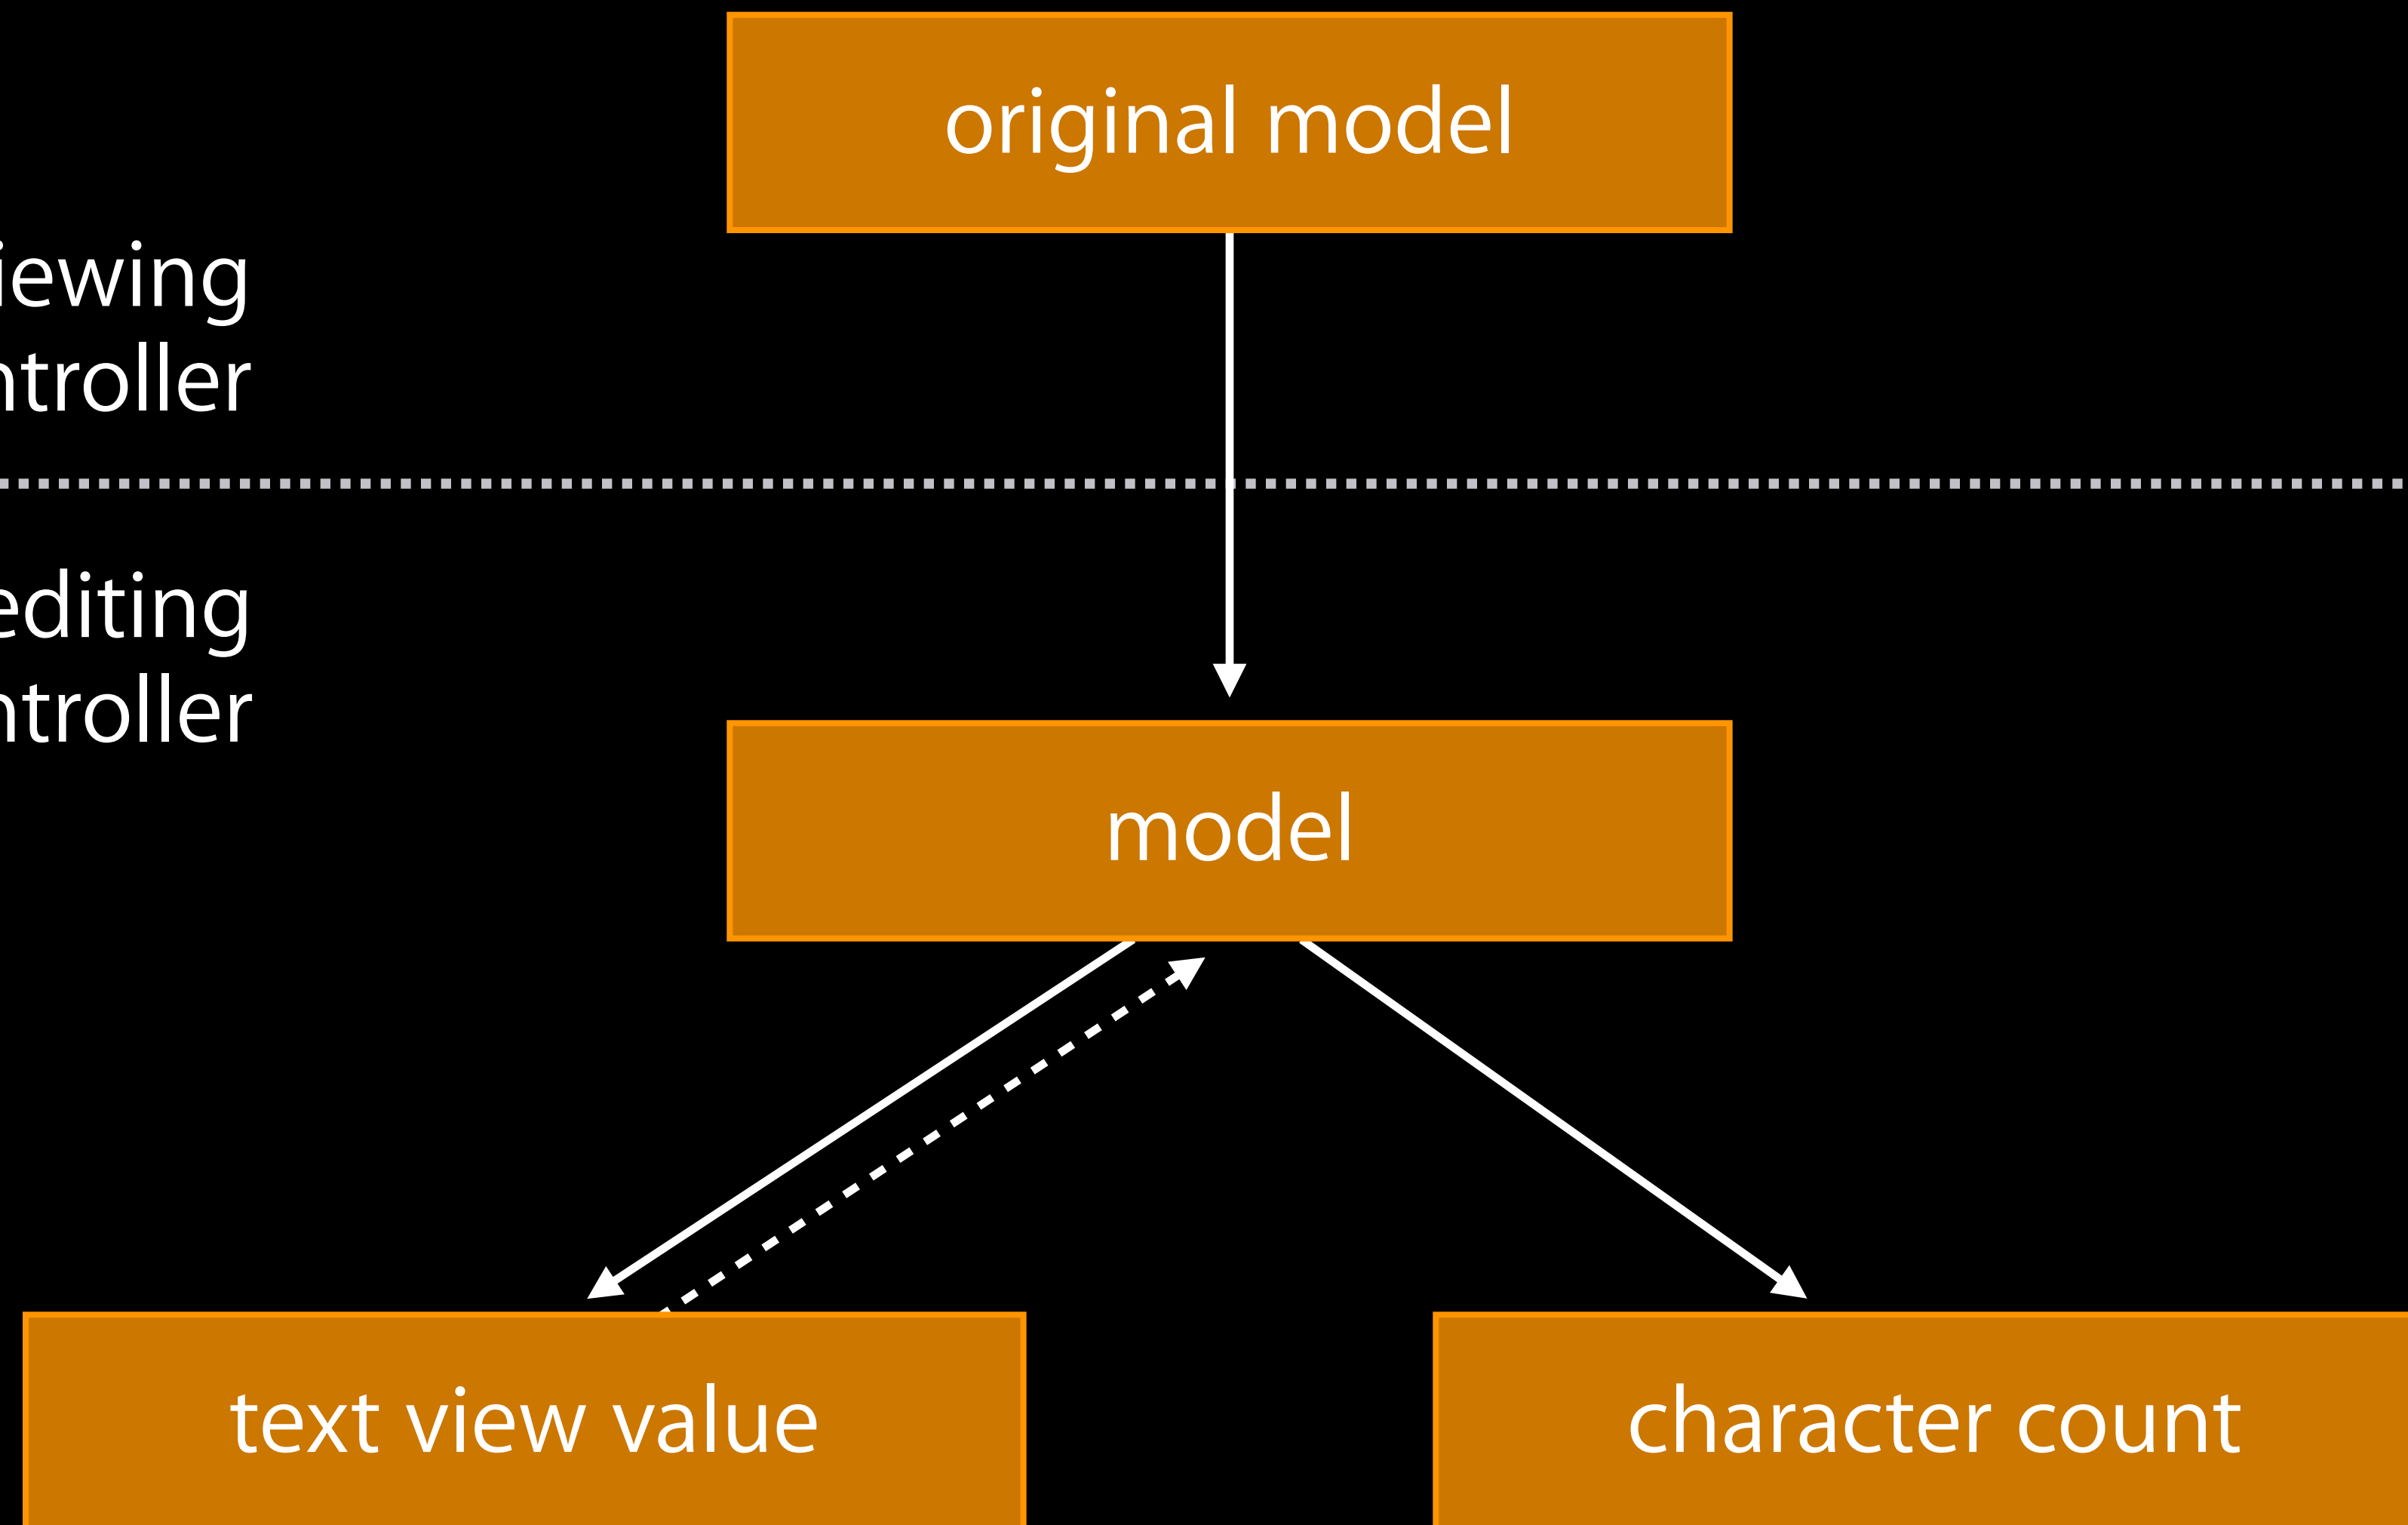 original model
iewing
ntroller
editing
ntroller
model
text view value
character count